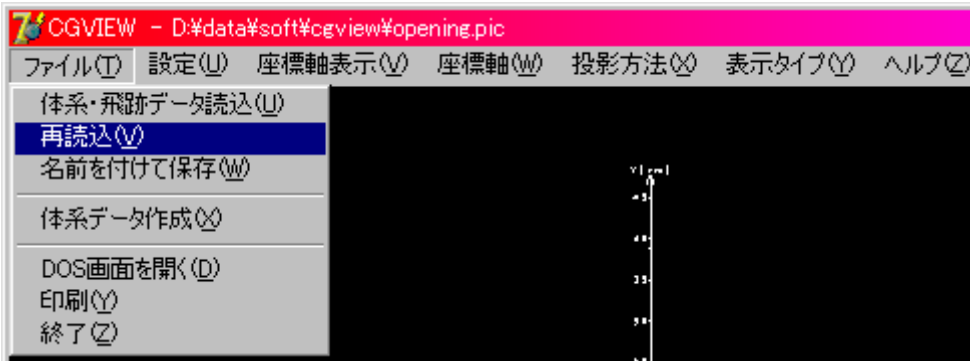 CGVIEW - D:¥data¥soft¥cgview¥opening.pic
ファイル(T) 設定(U) 座標軸表示(V) 座標軸(W) 投影方法(X) 表示タイプ(Y) ヘルプ(Z)
体系・飛跡データ読込(U)
再読込(V)
名前を付けて保存(W)
体系データ作成(X)
DOS画面を開く(D)
印刷(Y)
終了(Z)